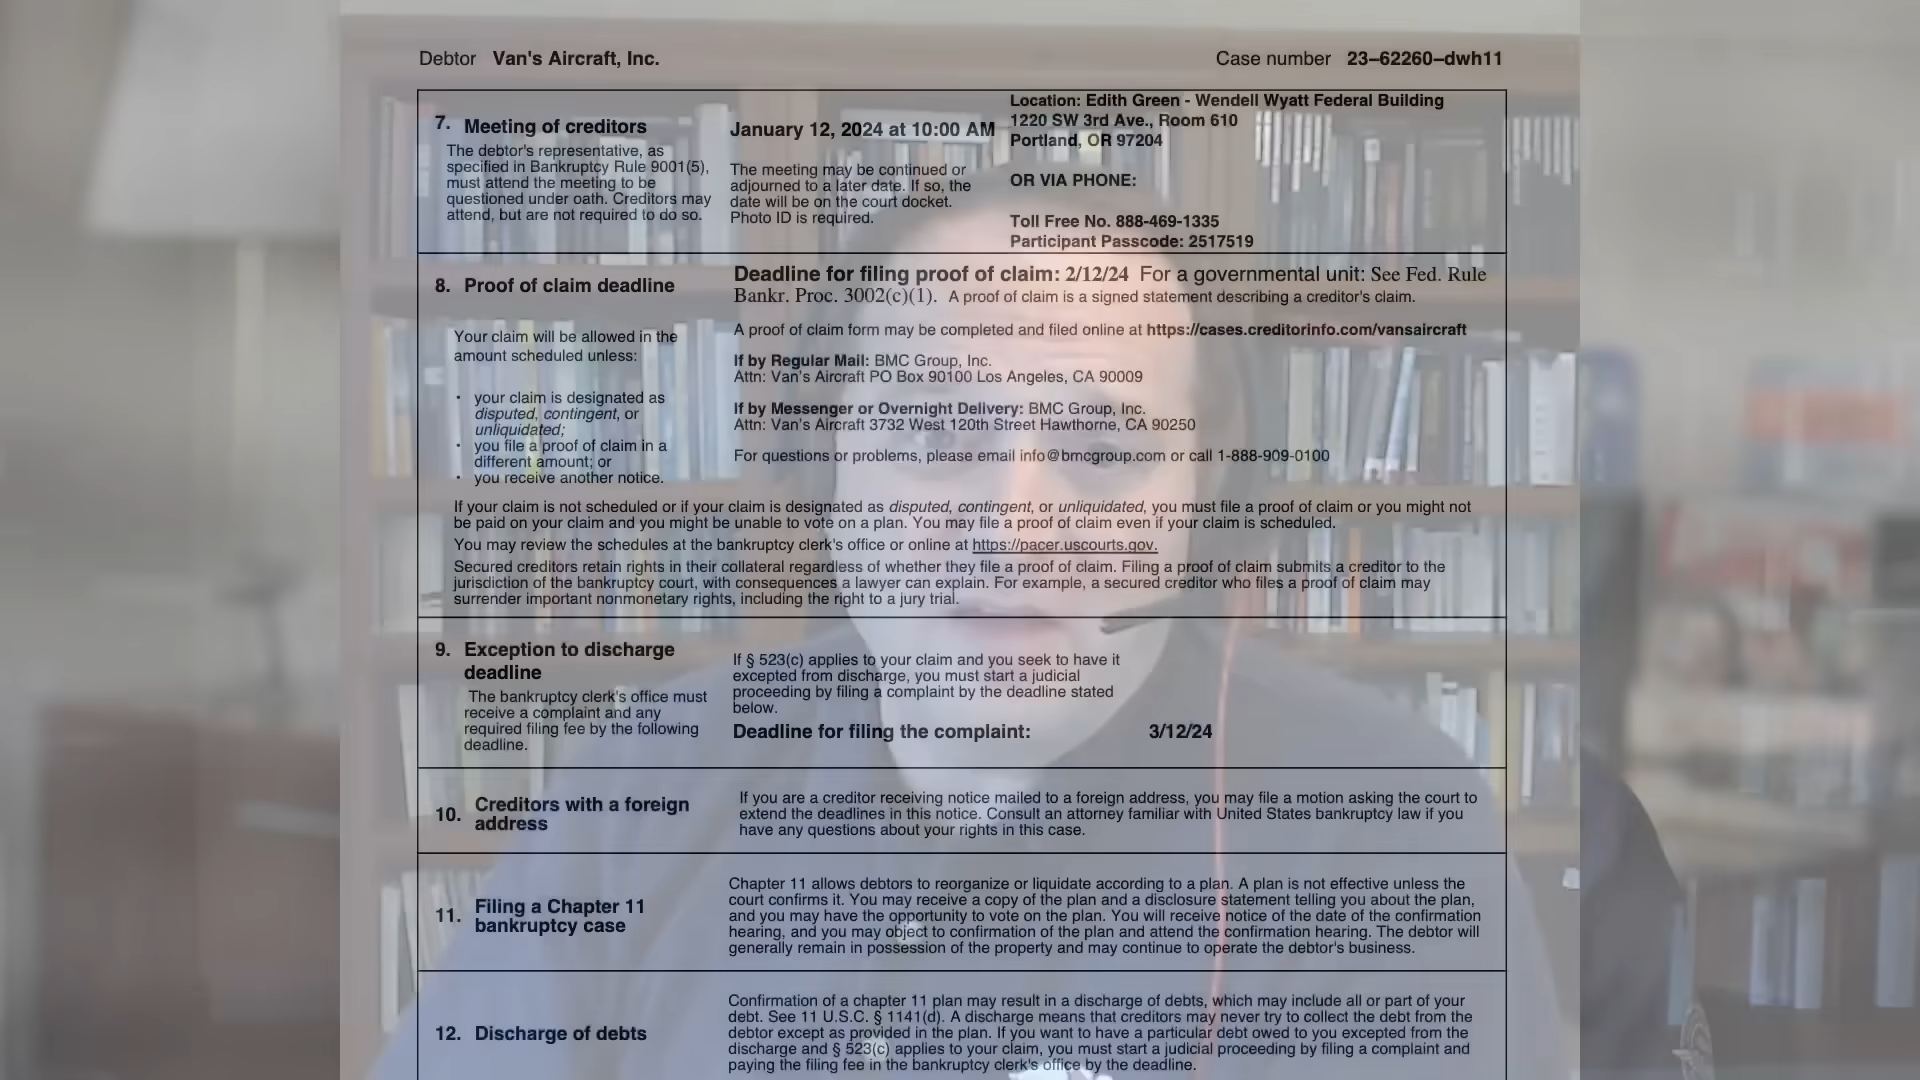 Debtor Van's Aircraft, Inc. Case number 23–62260–dwh11
7. Meeting of creditors
The debtor's representative, as
specified in Bankruptcy Rule 9001(5),
must attend the meeting to be
questioned under oath. Creditors may
attend, but are not required to do so.
January 12, 2024 at 10:00 AM
The meeting may be continued or
adjourned to a later date. If so, the
date will be on the court docket.
Photo ID is required.
Location: Edith Green - Wendell Wyatt Federal Building
1220 SW 3rd Ave., Room 610
Portland, OR 97204
OR VIA PHONE:
Toll Free No. 888-469-1335
Participant Passcode: 2517519
8. Proof of claim deadline
Your claim will be allowed in the
amount scheduled unless:
• your claim is designated as
disputed, contingent, or
unliquidated;
• you file a proof of claim in a
different amount; or
• you receive another notice.
Deadline for filing proof of claim: 2/12/24 For a governmental unit: See Fed. Rule
Bankr. Proc. 3002(c)(1). A proof of claim is a signed statement describing a creditor's claim.
A proof of claim form may be completed and filed online at https://cases.creditorinfo.com/vansaircraft
If by Regular Mail: BMC Group, Inc.
Attn: Van's Aircraft PO Box 90100 Los Angeles, CA 90009
If by Messenger or Overnight Delivery: BMC Group, Inc.
Attn: Van's Aircraft 3732 West 120th Street Hawthorne, CA 90250
For questions or problems, please email info@bmcgroup.com or call 1-888-909-0100
If your claim is not scheduled or if your claim is designated as disputed, contingent, or unliquidated, you must file a proof of claim or you might not
be paid on your claim and you might be unable to vote on a plan. You may file a proof of claim even if your claim is scheduled.
You may review the schedules at the bankruptcy clerk's office or online at https://pacer.uscourts.gov.
Secured creditors retain rights in their collateral regardless of whether they file a proof of claim. Filing a proof of claim submits a creditor to the
jurisdiction of the bankruptcy court, with consequences a lawyer can explain. For example, a secured creditor who files a proof of claim may
surrender important nonmonetary rights, including the right to a jury trial.
9. Exception to discharge
deadline
The bankruptcy clerk's office must
receive a complaint and any
required filing fee by the following
deadline.
If § 523(c) applies to your claim and you seek to have it
excepted from discharge, you must start a judicial
proceeding by filing a complaint by the deadline stated
below.
Deadline for filing the complaint: 3/12/24
10. Creditors with a foreign
address
If you are a creditor receiving notice mailed to a foreign address, you may file a motion asking the court to
extend the deadlines in this notice. Consult an attorney familiar with United States bankruptcy law if you
have any questions about your rights in this case.
11. Filing a Chapter 11
bankruptcy case
Chapter 11 allows debtors to reorganize or liquidate according to a plan. A plan is not effective unless the
court confirms it. You may receive a copy of the plan and a disclosure statement telling you about the plan,
and you may have the opportunity to vote on the plan. You will receive notice of the date of the confirmation
hearing, and you may object to confirmation of the plan and attend the confirmation hearing. The debtor will
generally remain in possession of the property and may continue to operate the debtor's business.
12. Discharge of debts
Confirmation of a chapter 11 plan may result in a discharge of debts, which may include all or part of your
debt. See 11 U.S.C. § 1141(d). A discharge means that creditors may never try to collect the debt from the
debtor except as provided in the plan. If you want to have a particular debt owed to you excepted from the
discharge and § 523(c) applies to your claim, you must start a judicial proceeding by filing a complaint and
paying the filing fee in the bankruptcy clerk's office by the deadline.